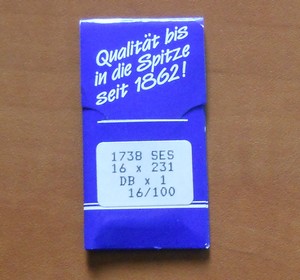 Qualität bis
in die Spitze
seit 1862!
1738 SES
16 x 231
DB x 1
16/100